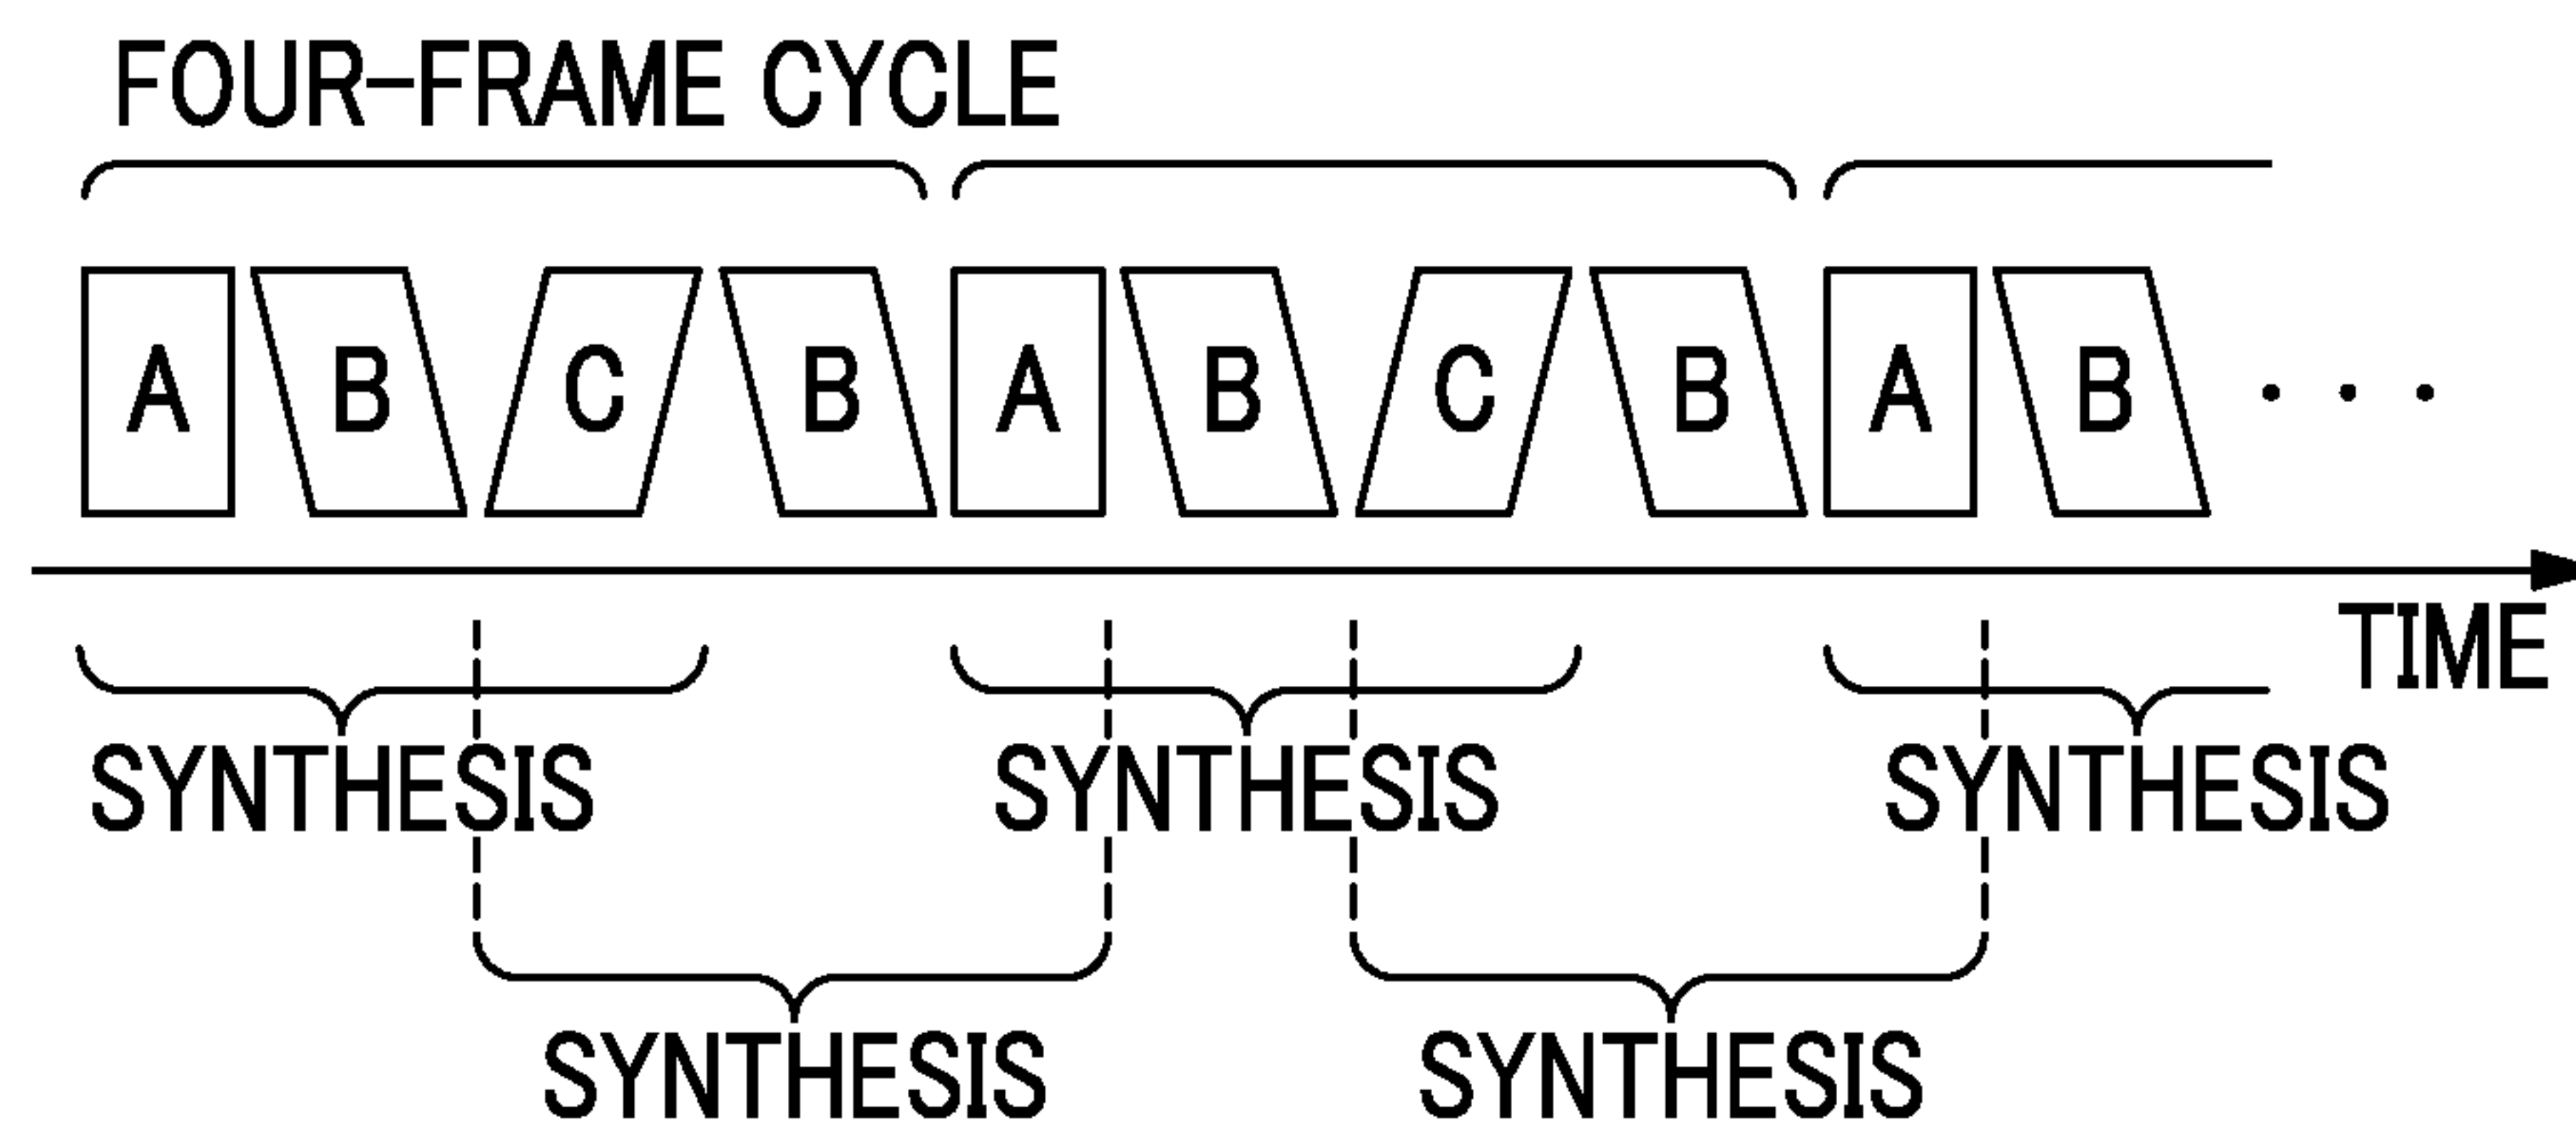 FOUR-FRAME CYCLE
A B C B A B C B A B ・・・
TIME
SYNTHESIS SYNTHESIS SYNTHESIS
SYNTHESIS SYNTHESIS